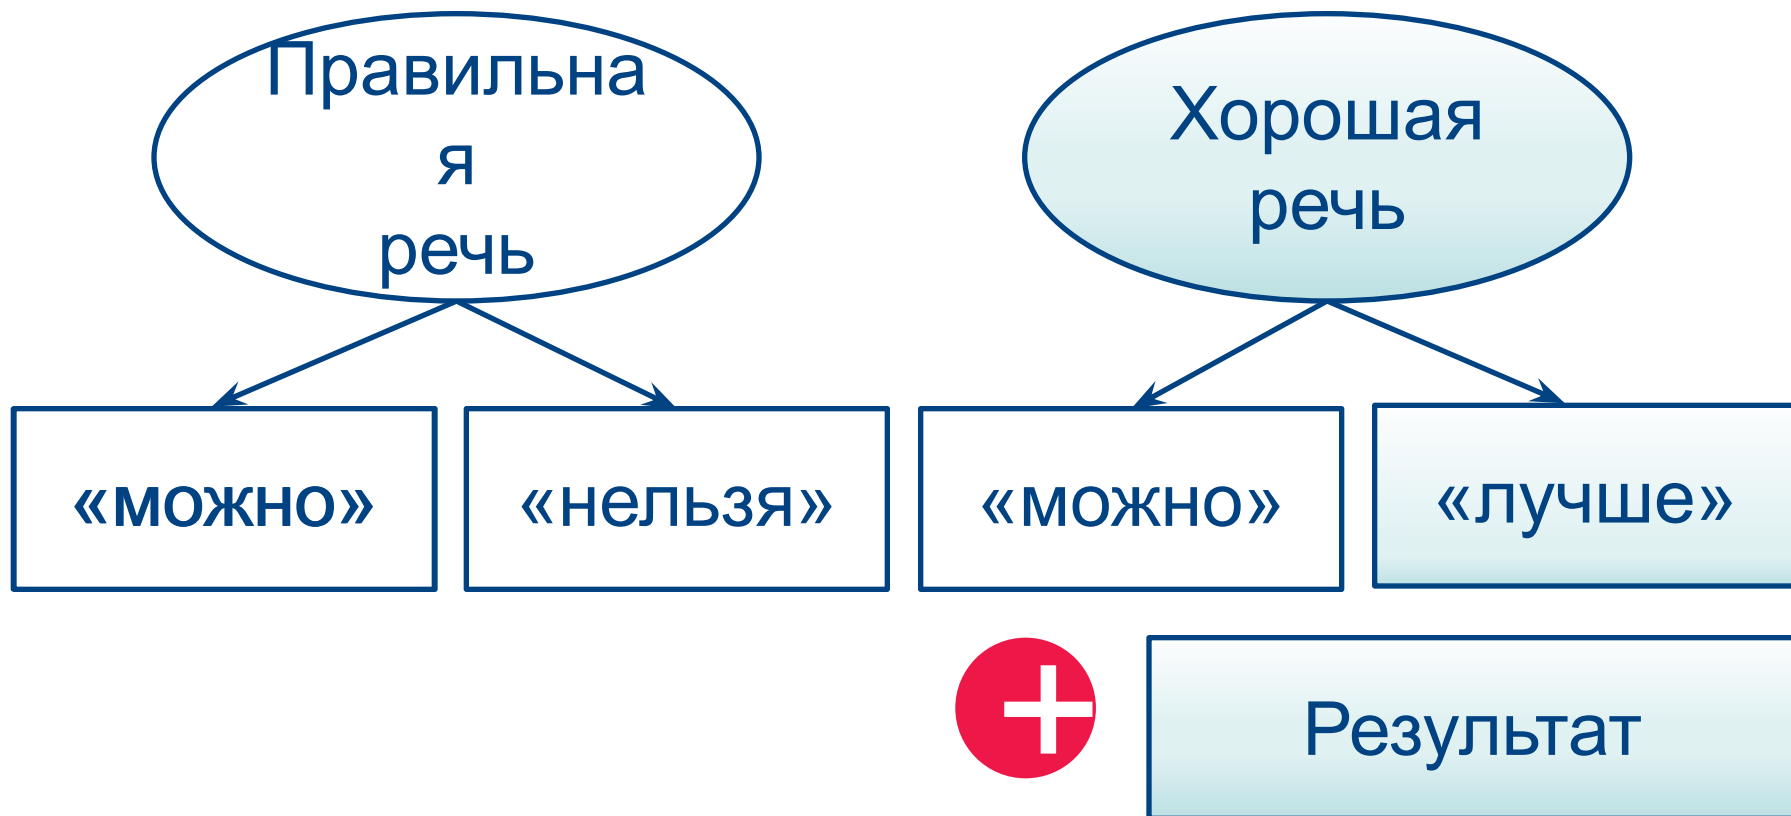 Правильна
я
речь
Хорошая
речь
«можно»
«нельзя»
«можно»
«лучше»
+
Результат